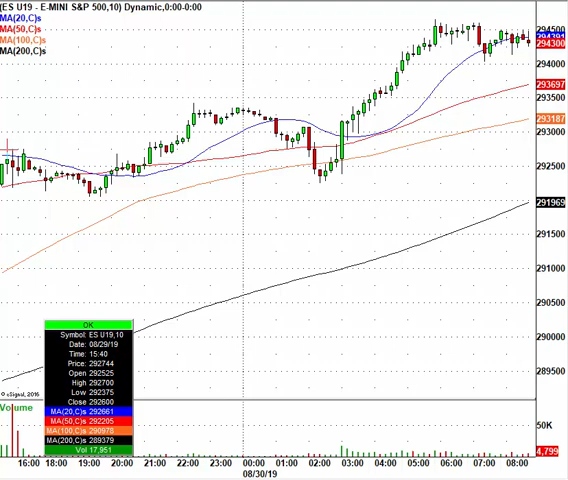 (ES U19 - E-MINI S&P 500,10) Dynamic,0:00-0:00
MA(20,C)s
MA(50,C)s
MA(100,C)s
MA(200,C)s
294500
294391
294300
294000
293697
293500
293187
293000
292500
291969
291500
291000
290500
290000
289500
OK
Symbol: ES U19,10
Date: 08/29/19
Time: 15:40
Price: 292744
Open 292525
High 292700
Low 292375
Close 292600
MA(20,C)s 292661
MA(50,C)s 292205
MA(100,C)s 290978
MA(200,C)s 289379
Vol 17,951
© eSignal, 2016
Volume
50K
4,799
16:00 17:00 18:00 19:00 20:00 21:00 22:00 23:00 00:00 01:00 02:00 03:00 04:00 05:00 06:00 07:00 08:00
08/30/19